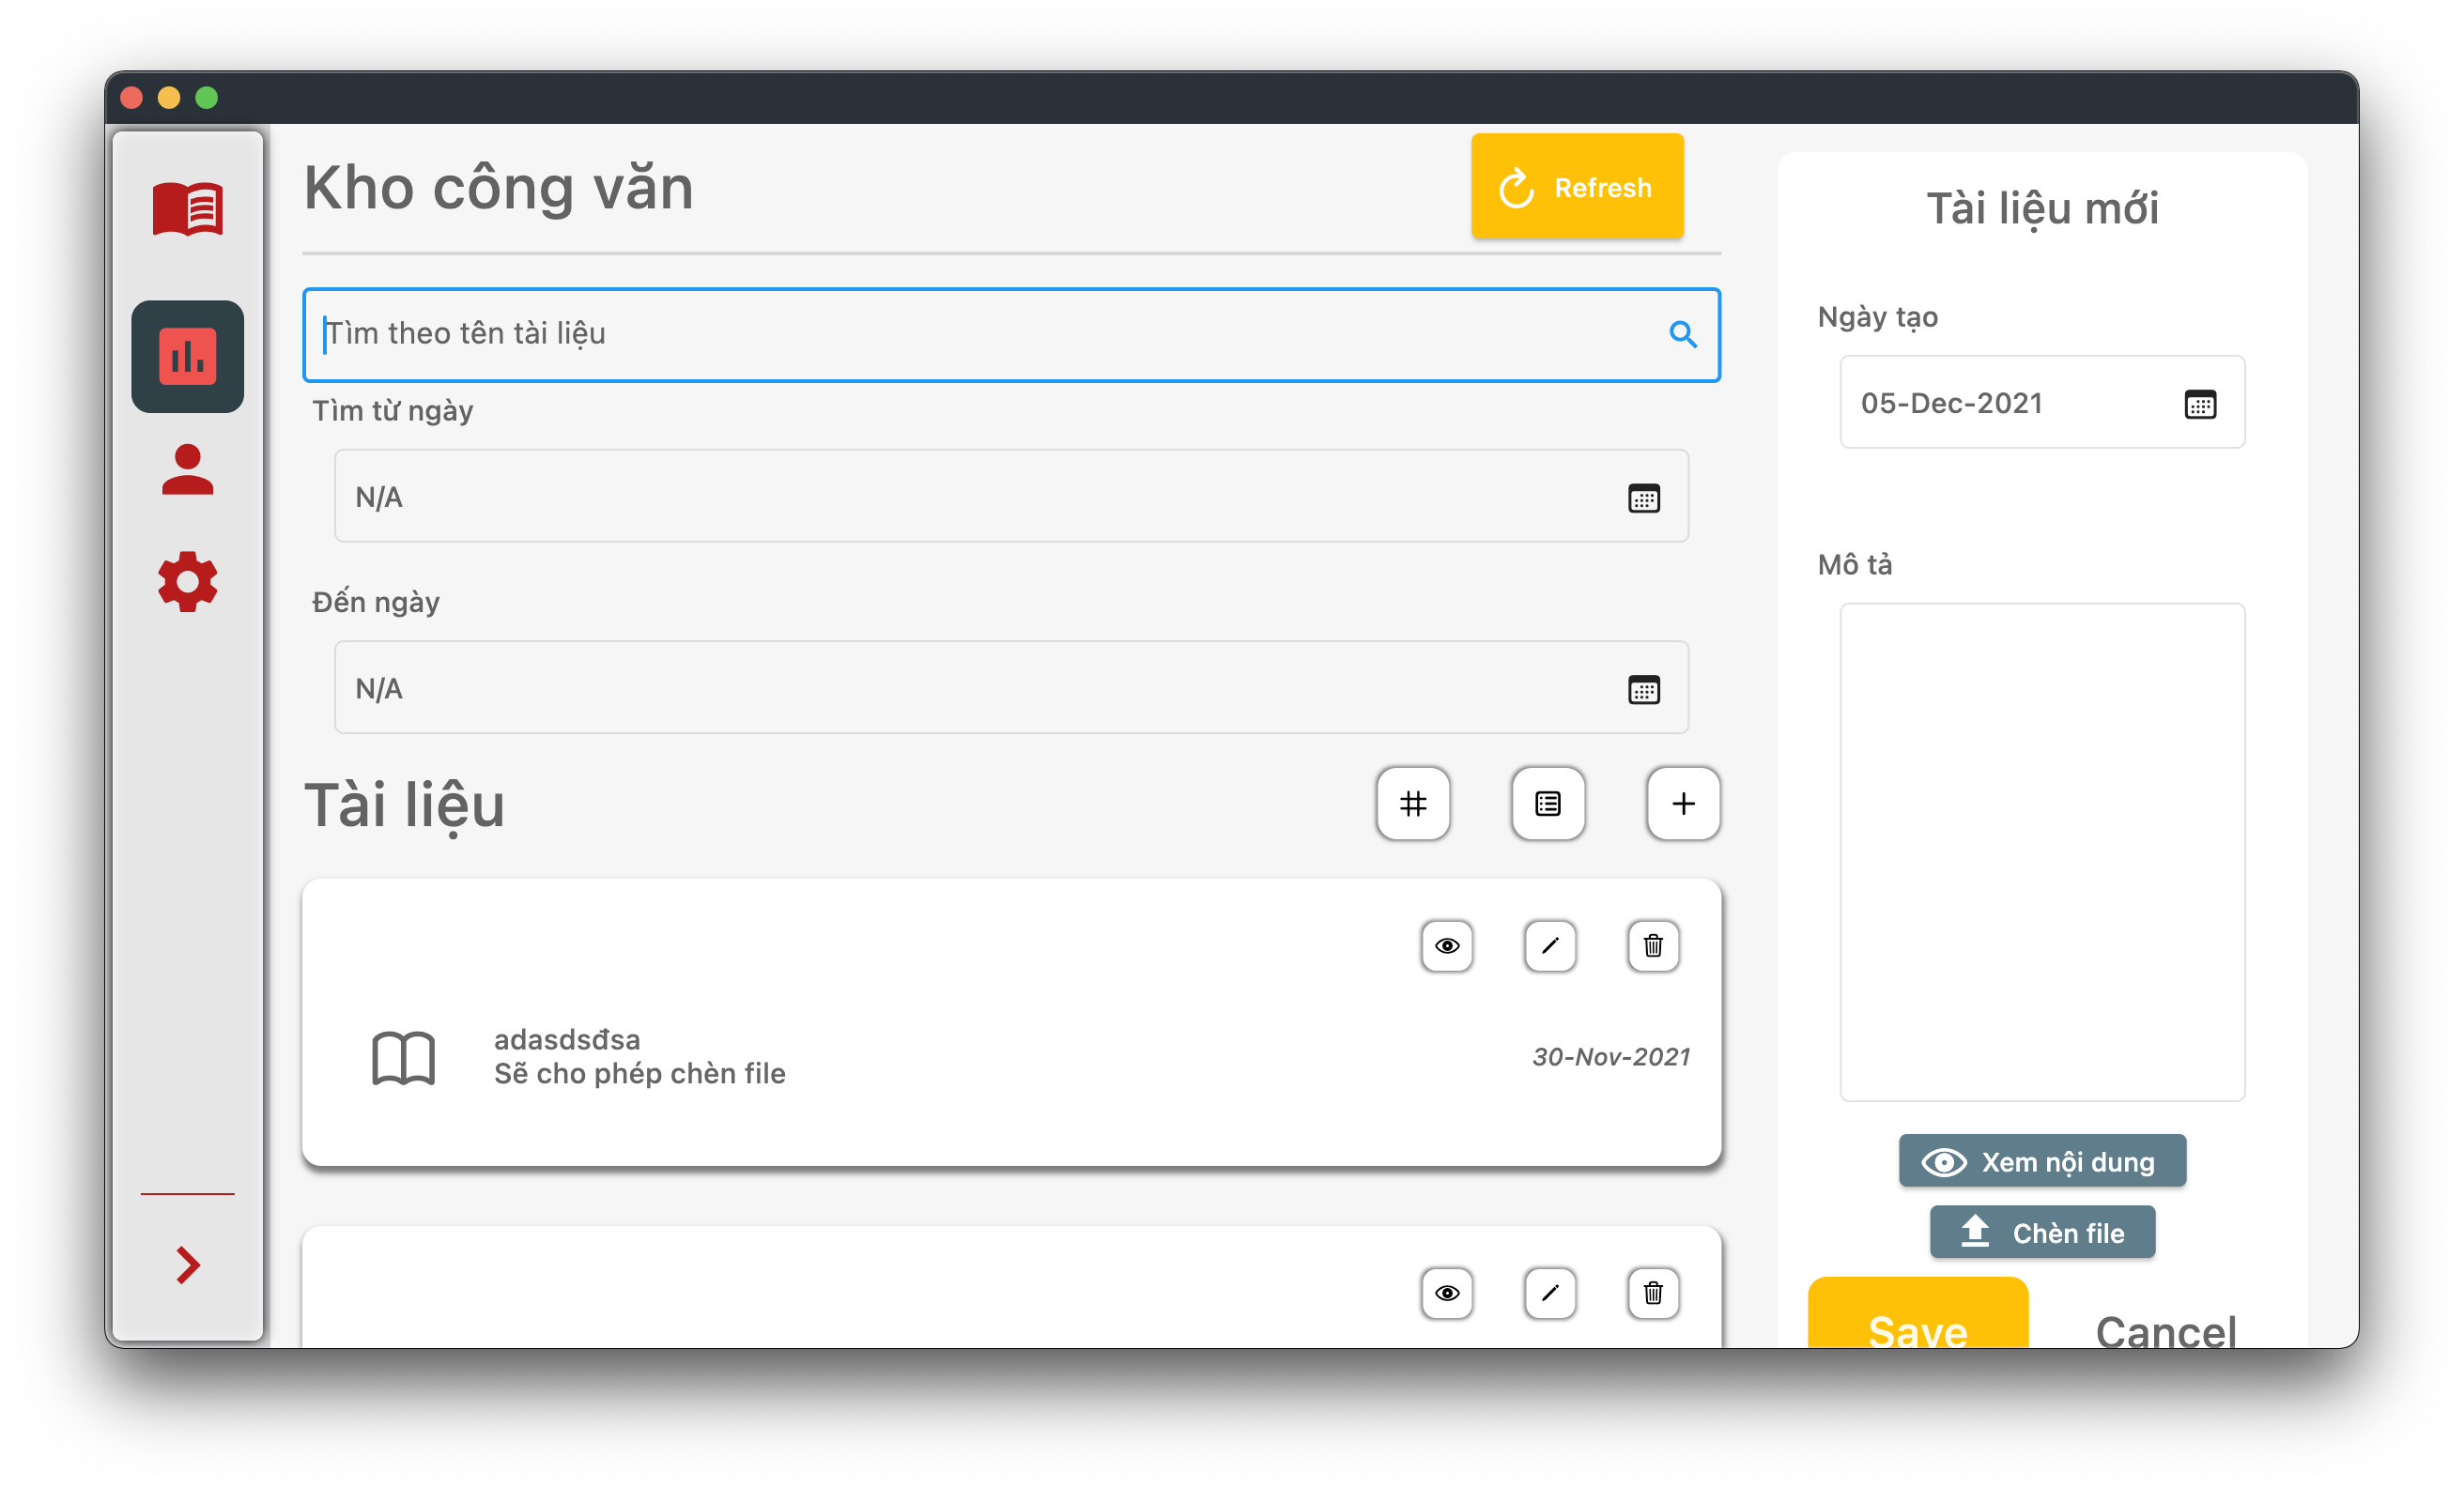 Kho công văn
Refresh
Tìm theo tên tài liệu
Tìm từ ngày
N/A
Đến ngày
N/A
Tài liệu
adasdsđsa
Sẽ cho phép chèn file
30-Nov-2021
Tài liệu mới
Ngày tạo
05-Dec-2021
Mô tả
Xem nội dung
Chèn file
Save
Cancel